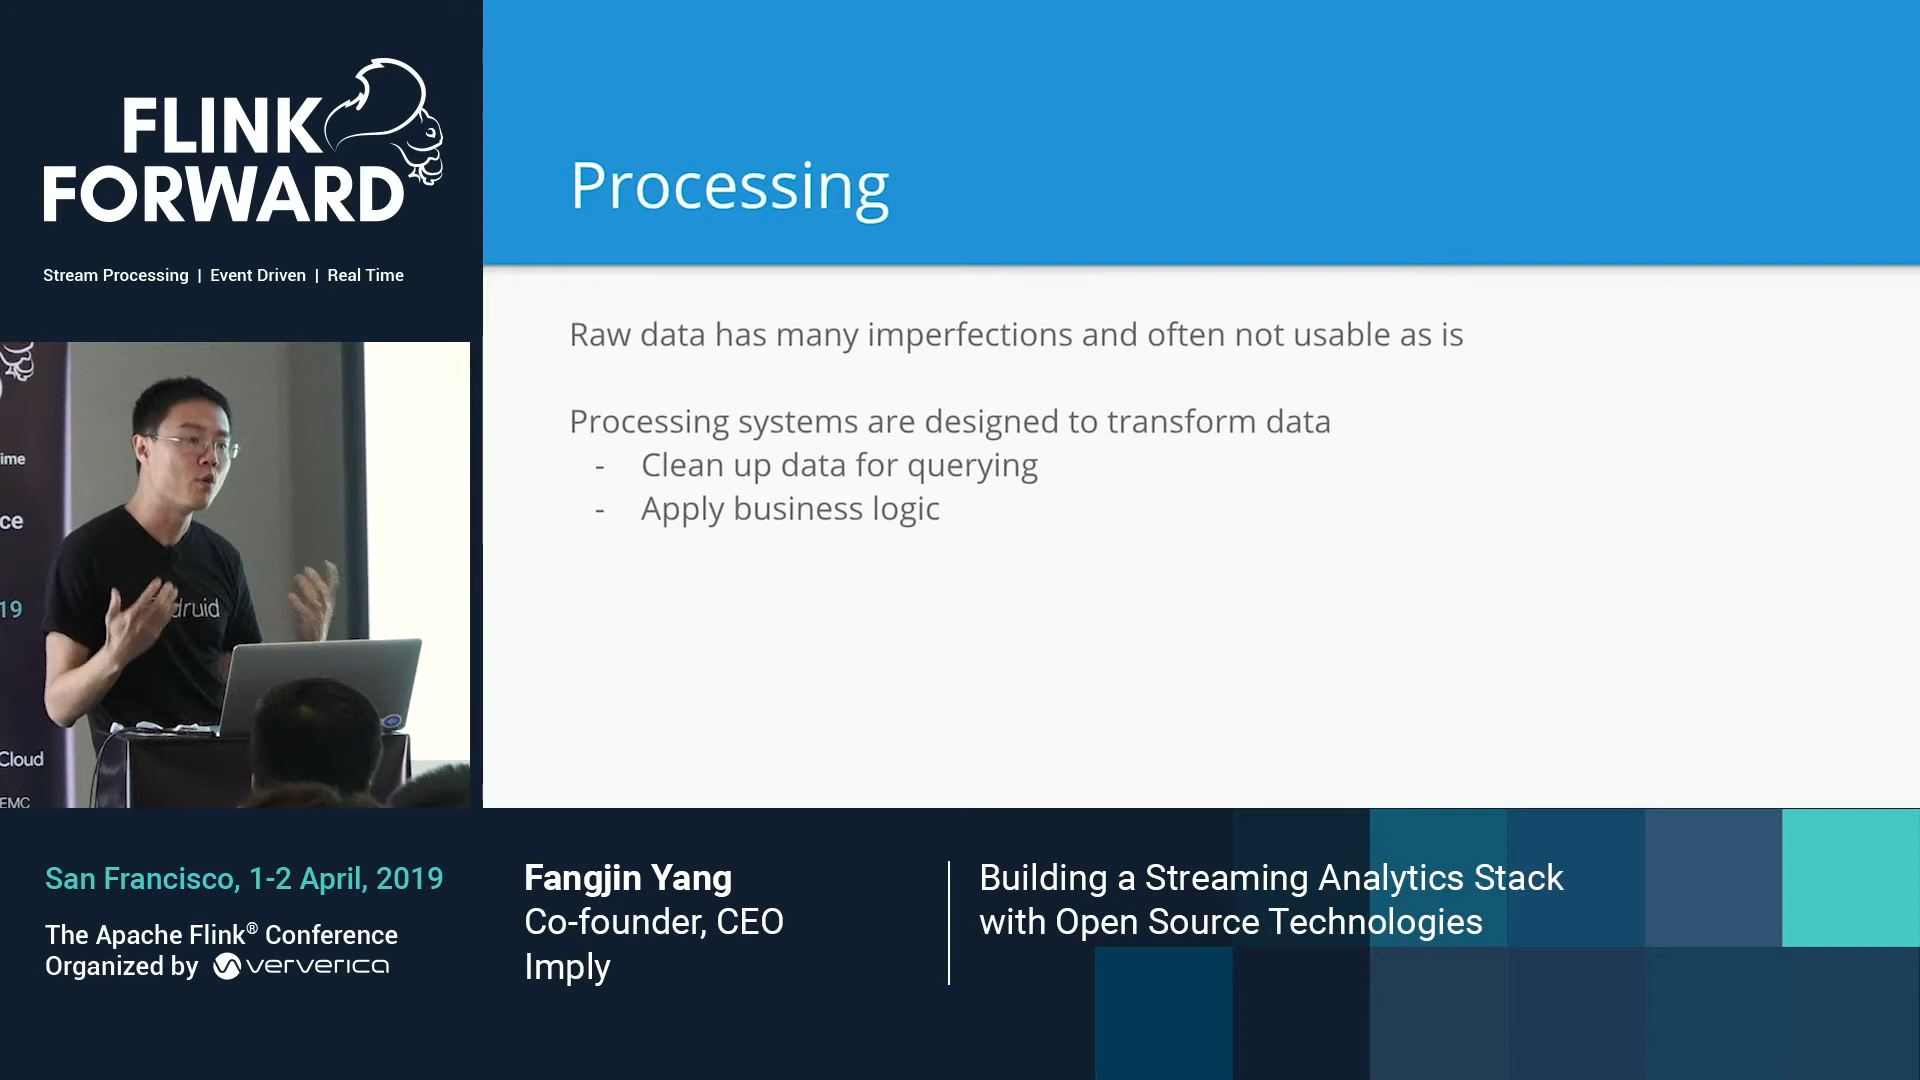 FLINK
FORWARD
Stream Processing | Event Driven | Real Time
Processing
Raw data has many imperfections and often not usable as is
Processing systems are designed to transform data
- Clean up data for querying
- Apply business logic
ime
ce
19
druid
Cloud
EMC
San Francisco, 1-2 April, 2019
The Apache Flink® Conference
Organized by ververica
Fangjin Yang
Co-founder, CEO
Imply
Building a Streaming Analytics Stack
with Open Source Technologies